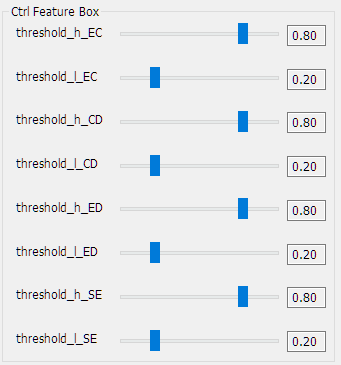 Ctrl Feature Box
threshold_h_EC 0.80
threshold_l_EC 0.20
threshold_h_CD 0.80
threshold_l_CD 0.20
threshold_h_ED 0.80
threshold_l_ED 0.20
threshold_h_SE 0.80
threshold_l_SE 0.20